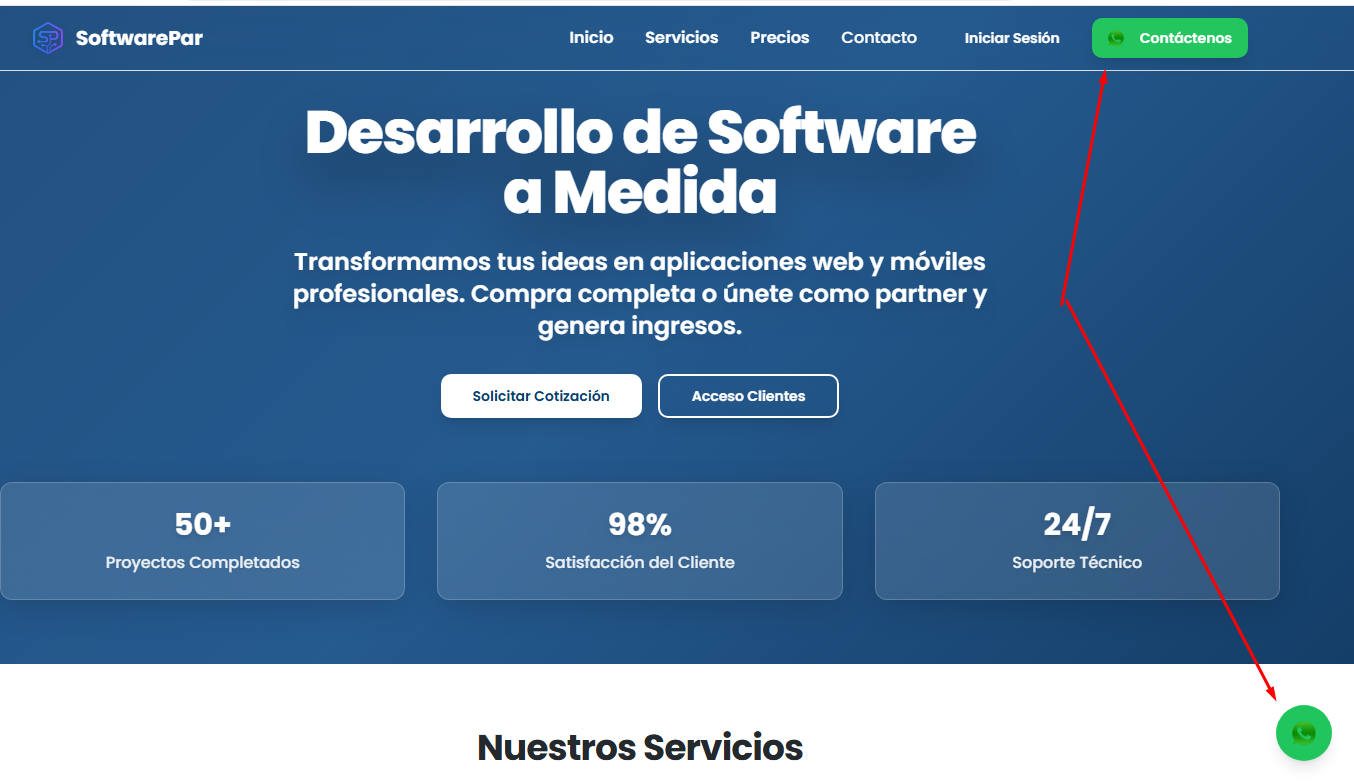 SoftwarePar
Inicio
Servicios
Precios
Contacto
Iniciar Sesión
Contáctenos
Desarrollo de Software
a Medida
Transformamos tus ideas en aplicaciones web y móviles
profesionales. Compra completa o únete como partner y
genera ingresos.
Solicitar Cotización
Acceso Clientes
50+
Proyectos Completados
98%
Satisfacción del Cliente
24/7
Soporte Técnico
Nuestros Servicios